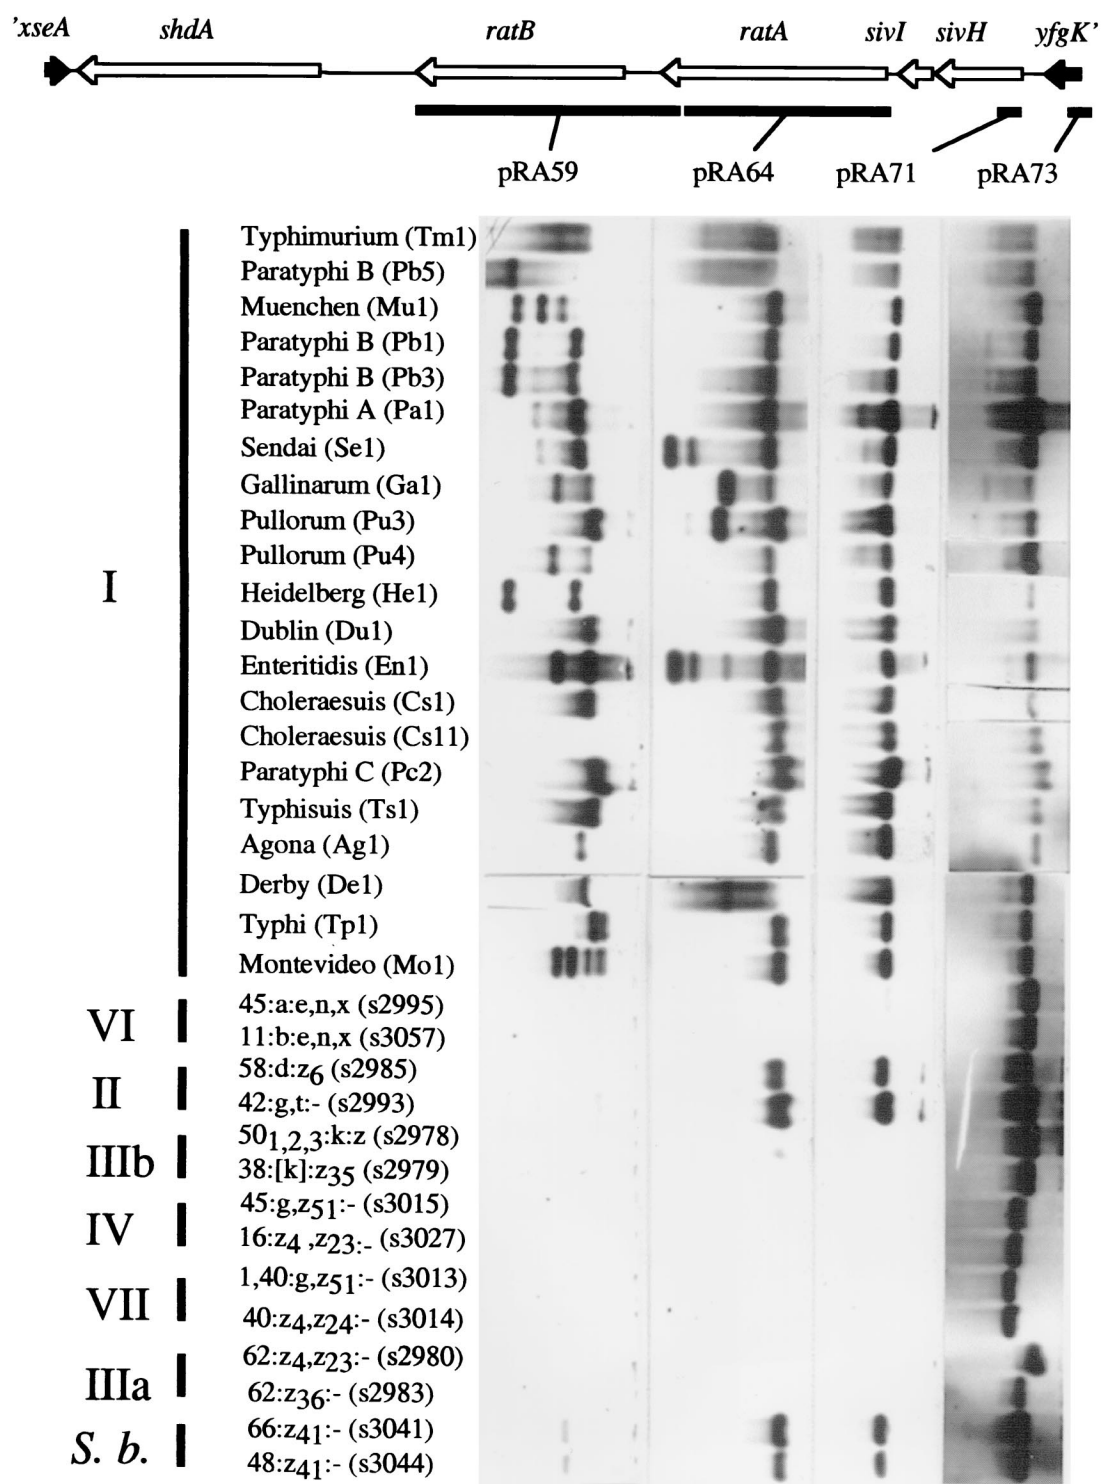 'xseA shdA ratB ratA sivI sivH yfgK'
pRA59 pRA64 pRA71 pRA73
Typhimurium (Tm1)
Paratyphi B (Pb5)
Muenchen (Mu1)
Paratyphi B (Pb1)
Paratyphi B (Pb3)
Paratyphi A (Pa1)
Sendai (Se1)
Gallinarum (Ga1)
Pullorum (Pu3)
Pullorum (Pu4)
I
Heidelberg (He1)
Dublin (Du1)
Enteritidis (En1)
Choleraesuis (Cs1)
Choleraesuis (Cs11)
Paratyphi C (Pc2)
Typhisuis (Ts1)
Agona (Ag1)
Derby (De1)
Typhi (Tp1)
Montevideo (Mo1)
VI
45:a:e,n,x (s2995)
11:b:e,n,x (s3057)
II
58:d:z6 (s2985)
42:g,t:- (s2993)
IIIb
501,2,3:k:z (s2978)
38:[k]:z35 (s2979)
IV
45:g,z51:- (s3015)
16:z4 ,z23:- (s3027)
VII
1,40:g,z51:- (s3013)
40:z4,z24:- (s3014)
IIIa
62:z4,z23:- (s2980)
62:z36:- (s2983)
S. b.
66:z41:- (s3041)
48:z41:- (s3044)